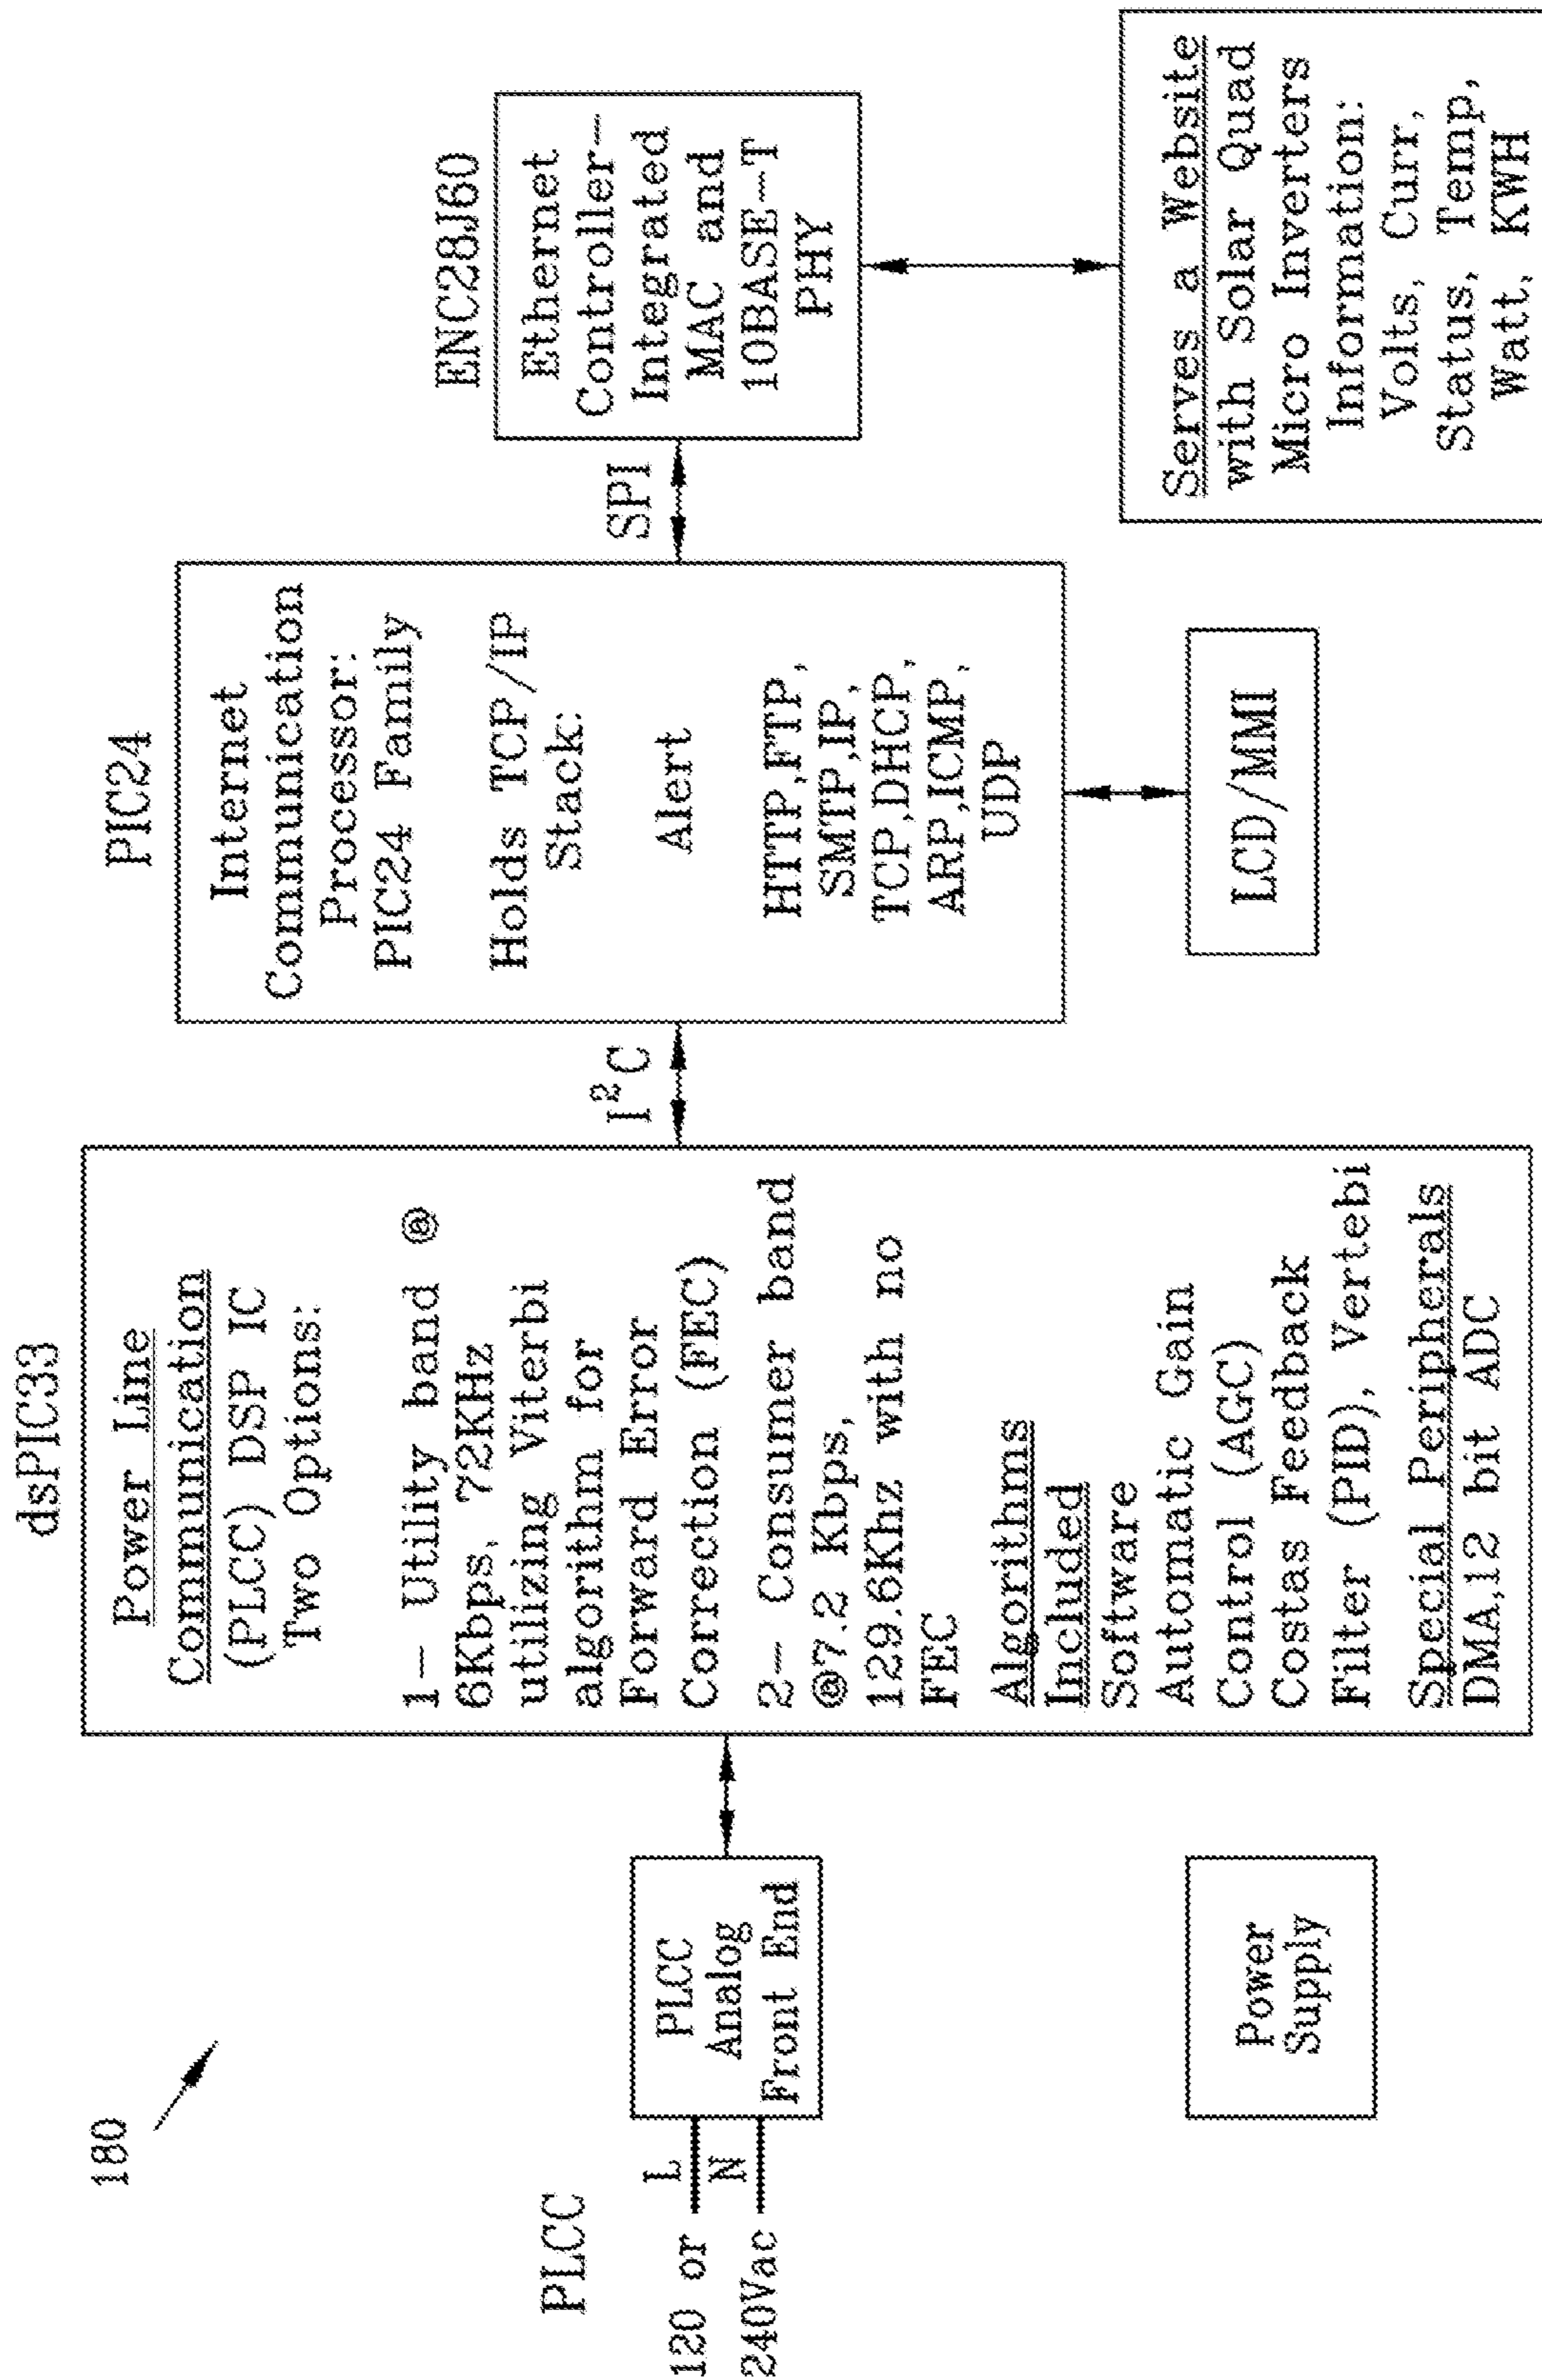 180
PLCC
120 or
240Vac
L
N
PLCC
Analog
Front End
Power
Supply
dsPIC33
Power Line
Communication
(PLCC) DSP IC
Two Options:
1- Utility band @
6Kbps, 72KHz
utilizing Viterbi
algorithm for
Forward Error
Correction (FEC)
2- Consumer band
@7.2 Kbps,
129.6Khz with no
FEC
Algorithms
Included
Software
Automatic Gain
Control (AGC)
Costas Feedback
Filter (PID), Vertebi
Special Peripherals
DMA,12 bit ADC
I²C
PIC24
Internet
Communication
Processor:
PIC24 Family
Holds TCP/IP
Stack:
Alert
HTTP,FTP,
SMTP,IP,
TCP,DHCP,
ARP,ICMP,
UDP
LCD/MMI
SPI
ENC28J60
Ethernet
Controller-
Integrated
MAC and
10BASE-T
PHY
Serves a Website
with Solar Quad
Micro Inverters
Information:
Volts, Curr,
Status, Temp,
Watt, KWH